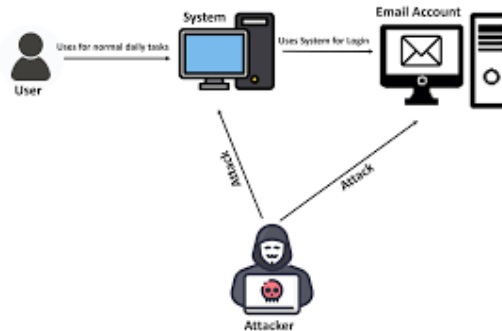 System
Email Account
Uses for normal daily tasks
Uses System for Login
User
Attack
Attack
Attacker